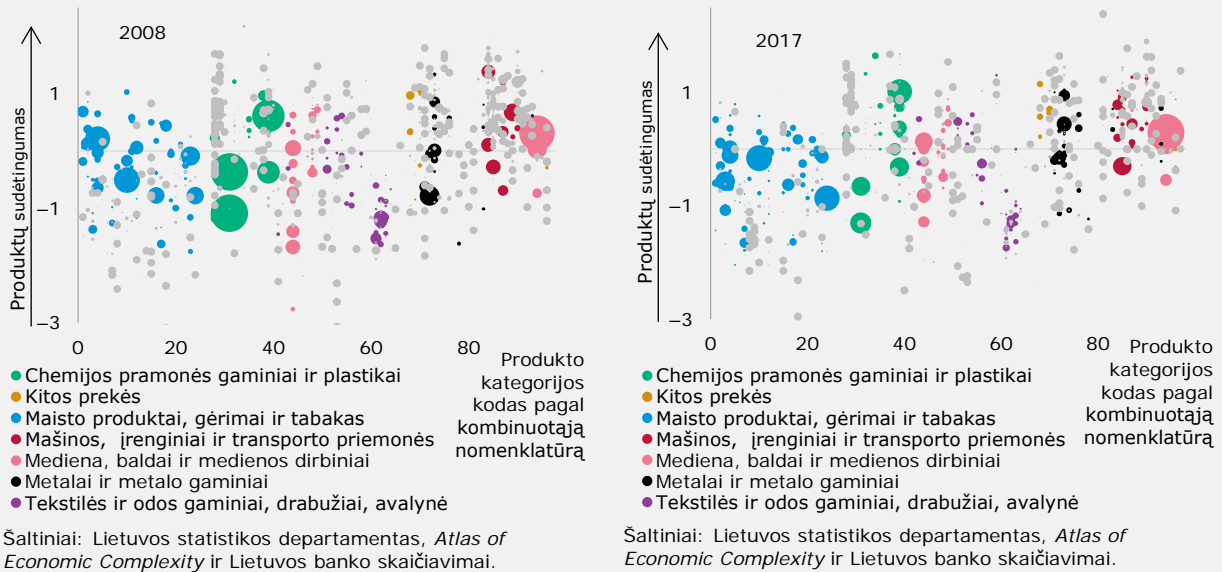 2008
Produktų sudėtingumas
1
−1
−3
0
20
40
60
80
Produkto
kategorijos
kodas pagal
kombinuotąją
nomenklatūrą
Chemijos pramonės gaminiai ir plastikai
Kitos prekės
Maisto produktai, gėrimai ir tabakas
Mašinos, įrenginiai ir transporto priemonės
Mediena, baldai ir medienos dirbiniai
Metalai ir metalo gaminiai
Tekstilės ir odos gaminiai, drabužiai, avalynė
Šaltiniai: Lietuvos statistikos departamentas, Atlas of
Economic Complexity ir Lietuvos banko skaičiavimai.
2017
Produktų sudėtingumas
1
−1
−3
0
20
40
60
80
Produkto
kategorijos
kodas pagal
kombinuotąją
nomenklatūrą
Chemijos pramonės gaminiai ir plastikai
Kitos prekės
Maisto produktai, gėrimai ir tabakas
Mašinos, įrenginiai ir transporto priemonės
Mediena, baldai ir medienos dirbiniai
Metalai ir metalo gaminiai
Tekstilės ir odos gaminiai, drabužiai, avalynė
Šaltiniai: Lietuvos statistikos departamentas, Atlas of
Economic Complexity ir Lietuvos banko skaičiavimai.